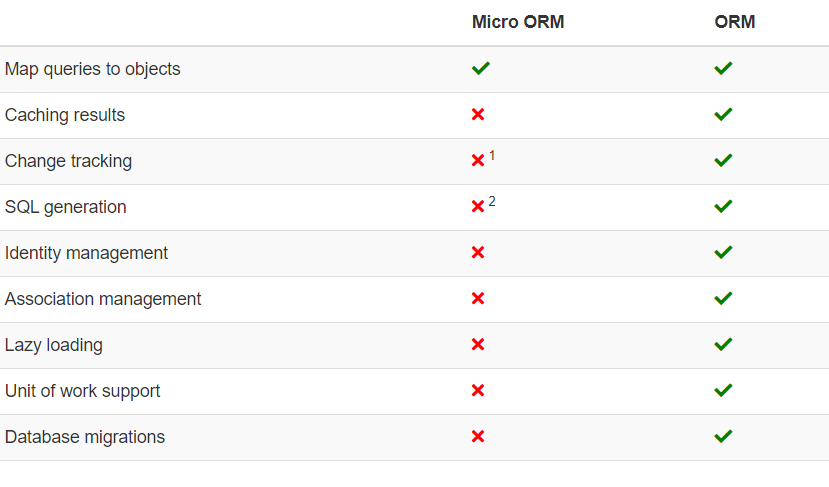 Micro ORM ORM
Map queries to objects ✔ ✔
Caching results ✖ ✔
Change tracking ✖ 1 ✔
SQL generation ✖ 2 ✔
Identity management ✖ ✔
Association management ✖ ✔
Lazy loading ✖ ✔
Unit of work support ✖ ✔
Database migrations ✖ ✔